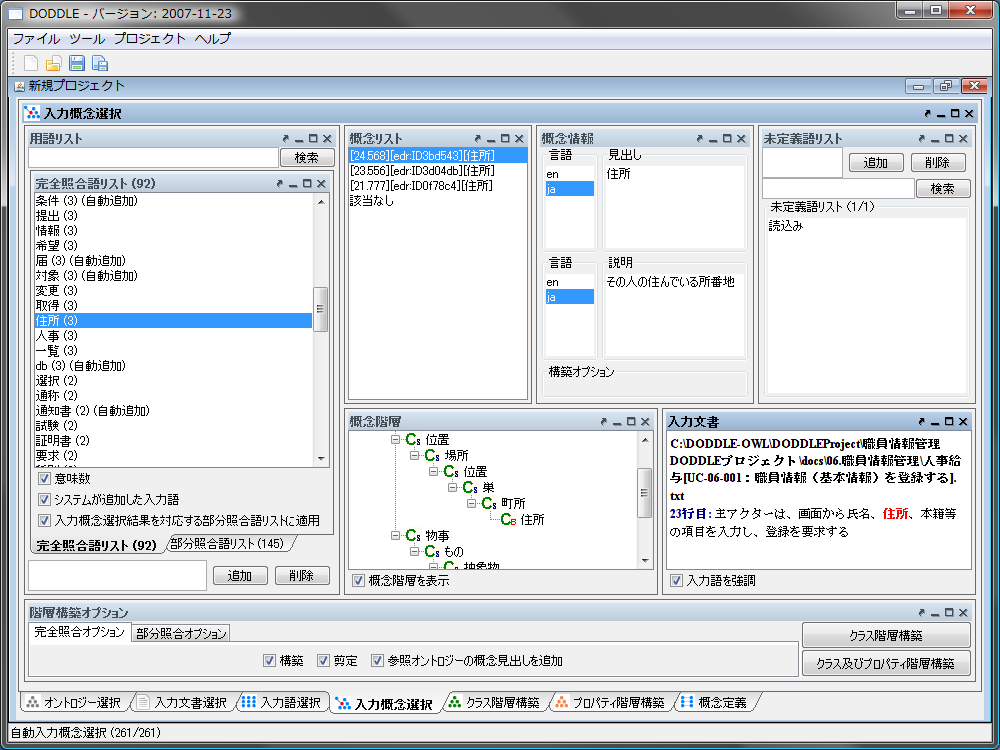 DODDLE - バージョン: 2007-11-23
ファイル ツール プロジェクト ヘルプ
新規プロジェクト
入力概念選択
用語リスト
検索
完全照合語リスト (92)
条件 (3) (自動追加)
提出 (3)
情報 (3)
希望 (3)
届 (3) (自動追加)
対象 (3) (自動追加)
変更 (3)
取得 (3)
住所 (3)
人事 (3)
一覧 (3)
db (3) (自動追加)
選択 (2)
通称 (2)
通知書 (2) (自動追加)
試験 (2)
証明書 (2)
要求 (2)
意味数
システムが追加した入力語
入力概念選択結果を対応する部分照合語リストに適用
完全照合語リスト (92) 部分照合語リスト (145)
追加 削除
概念リスト
[24.568][edr:ID3bd543][住所]
[23.556][edr:ID3d04db][住所]
[21.777][edr:ID0f78c4][住所]
該当なし
概念情報
言語 見出し
en 住所
ja
言語 説明
en その人の住んでいる所番地
ja
構築オプション
未定義語リスト
追加 削除
検索
未定義語リスト (1/1)
読込み
概念階層
位置
場所
位置
巣
町所
住所
物事
もの
抽象物
概念階層を表示
入力文書
C:\DODDLE-OWL\DODDLEProject\職員情報管理
DODDLEプロジェクト\docs\06.職員情報管理\人事給
与\[UC-06-001：職員情報（基本情報）を登録する].
txt
23行目: 主アクターは、画面から氏名、住所、本籍等
の項目を入力し、登録を要求する
入力語を強調
階層構築オプション
完全照合オプション 部分照合オプション
構築 剪定 参照オントロジーの概念見出しを追加
クラス階層構築
クラス及びプロパティ階層構築
オントロジー選択 入力文書選択 入力語選択 入力概念選択 クラス階層構築 プロパティ階層構築 概念定義
自動入力概念選択 (261/261)